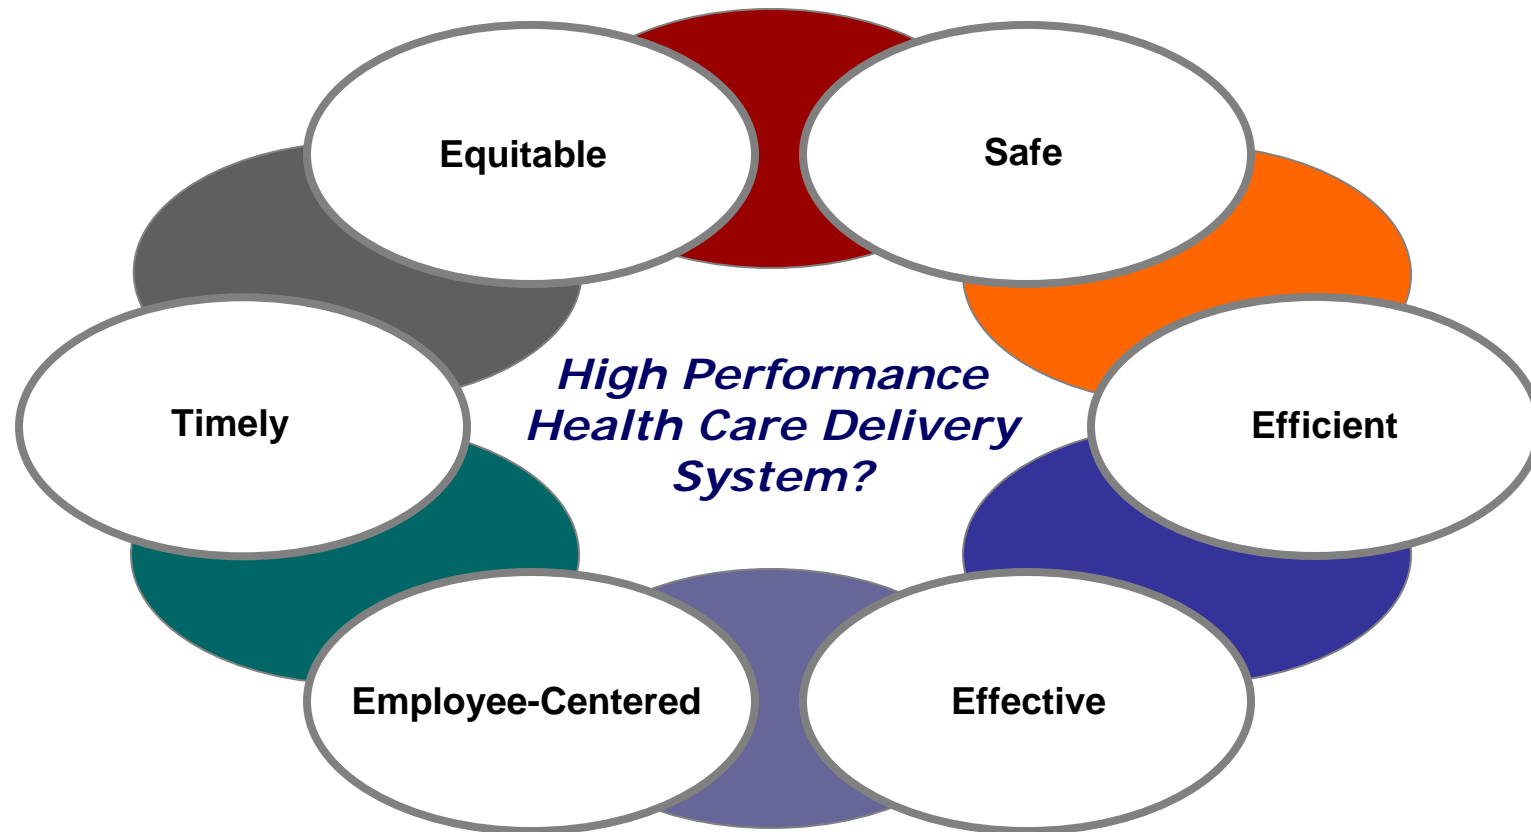 Equitable
Safe
High Performance
Health Care Delivery
System?
Timely
Efficient
Employee-Centered
Effective